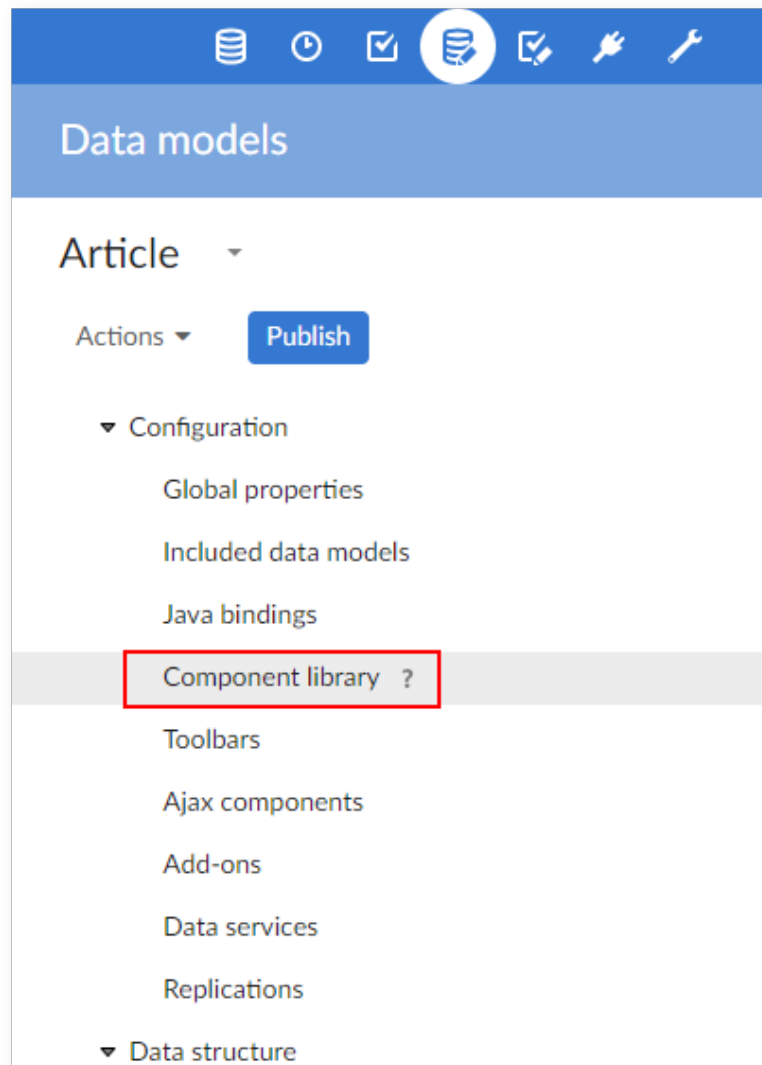 Data models
Article
Actions
Publish
Configuration
Global properties
Included data models
Java bindings
Component library ?
Toolbars
Ajax components
Add-ons
Data services
Replications
Data structure